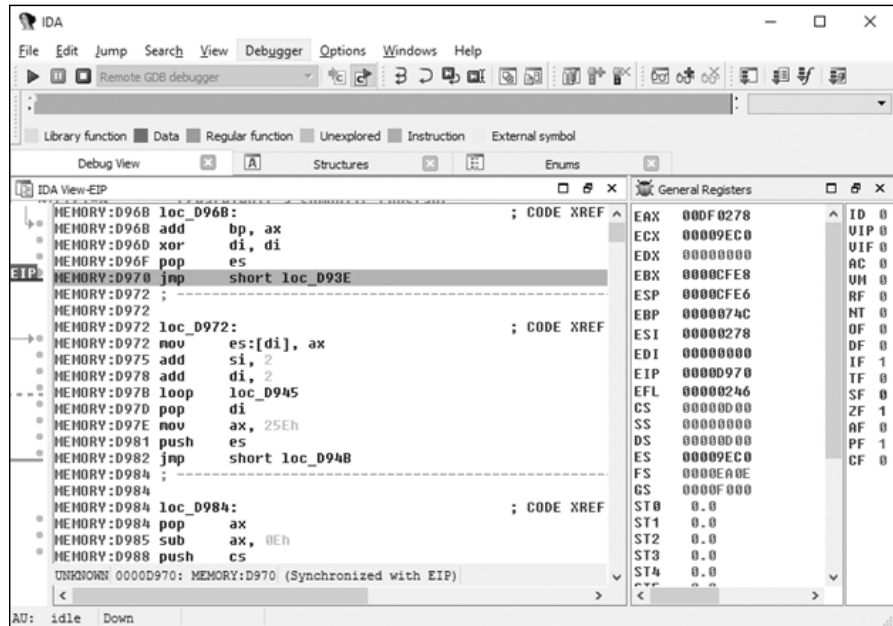 IDA
File Edit Jump Search View Debugger Options Windows Help
Remote GDB debugger
Library function Data Regular function Unexplored Instruction External symbol
Debug View Structures Enums
IDA View-EIP
MEMORY:D96B loc_D96B: ; CODE XREF
MEMORY:D96B add bp, ax
MEMORY:D96D xor di, di
MEMORY:D96F pop es
EIP MEMORY:D970 jmp short loc_D93E
MEMORY:D972 ; ------------------------------------------------
MEMORY:D972
MEMORY:D972 loc_D972: ; CODE XREF
MEMORY:D972 mov es:[di], ax
MEMORY:D975 add si, 2
MEMORY:D978 add di, 2
MEMORY:D97B loop loc_D945
MEMORY:D97D pop di
MEMORY:D97E mov ax, 25Eh
MEMORY:D981 push es
MEMORY:D982 jmp short loc_D94B
MEMORY:D984 ; ------------------------------------------------
MEMORY:D984
MEMORY:D984 loc_D984: ; CODE XREF
MEMORY:D984 pop ax
MEMORY:D985 sub ax, 0Eh
MEMORY:D988 push cs
UNKNOWN 0000D970: MEMORY:D970 (Synchronized with EIP)
General Registers
EAX 00DF0278
ECX 00009EC0
EDX 00000000
EBX 0000CFE8
ESP 0000CFE6
EBP 0000074C
ESI 00000278
EDI 00000000
EIP 0000D970
EFL 00000246
CS 00000D00
SS 00000000
DS 00000D00
ES 00009EC0
FS 0000EA0E
GS 0000F000
ST0 0.0
ST1 0.0
ST2 0.0
ST3 0.0
ST4 0.0
ID 0
VIP 0
VIF 0
AC 0
VM 0
RF 0
NT 0
OF 0
DF 0
IF 1
TF 0
SF 0
ZF 1
AF 0
PF 1
CF 0
AU: idle Down